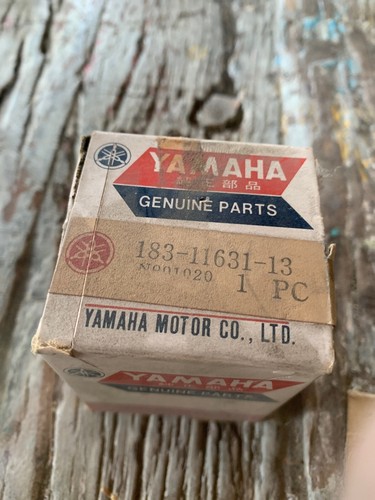 YAMAHA
純正部品
GENUINE PARTS
183-11631-13
N901020 1 PC
YAMAHA MOTOR CO., LTD.
YAMAHA
GENUINE PARTS